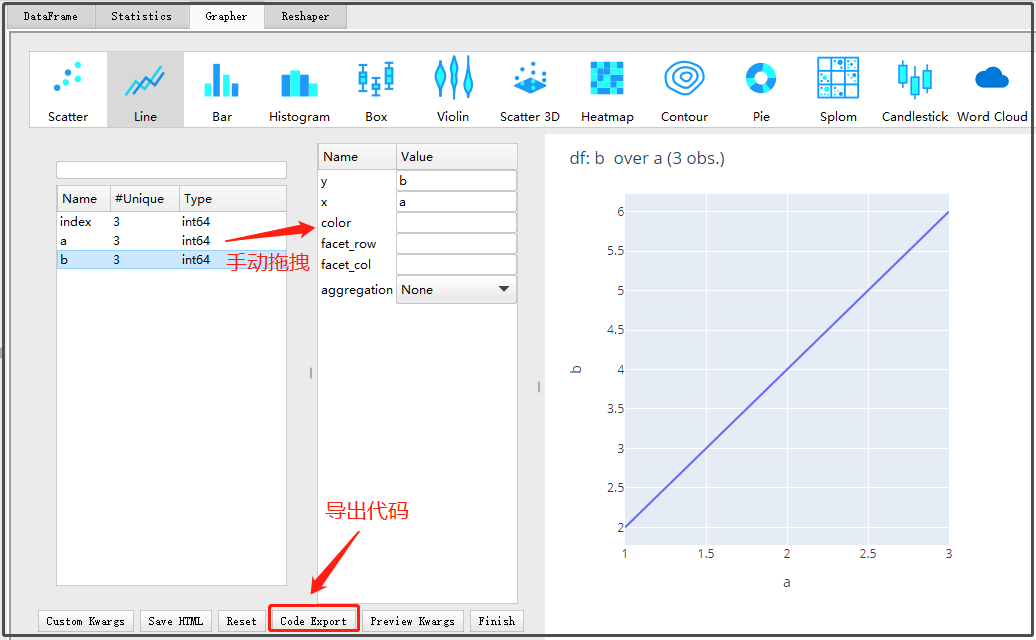 DataFrame Statistics Grapher Reshaper
Scatter Line Bar Histogram Box Violin Scatter 3D Heatmap Contour Pie Splom Candlestick Word Cloud
Name #Unique Type
index 3 int64
a 3 int64
b 3 int64
手动拖拽
Name Value
y b
x a
color
facet_row
facet_col
aggregation None
df: b over a (3 obs.)
6
5.5
5
4.5
4
3.5
3
2.5
2
b
1 1.5 2 2.5 3
a
导出代码
Custom Kwargs Save HTML Reset Code Export Preview Kwargs Finish